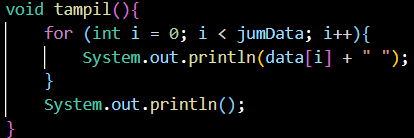 void tampil(){
    for (int i = 0; i < jumData; i++){
        System.out.println(data[i] + " ");
    }
    System.out.println();
}